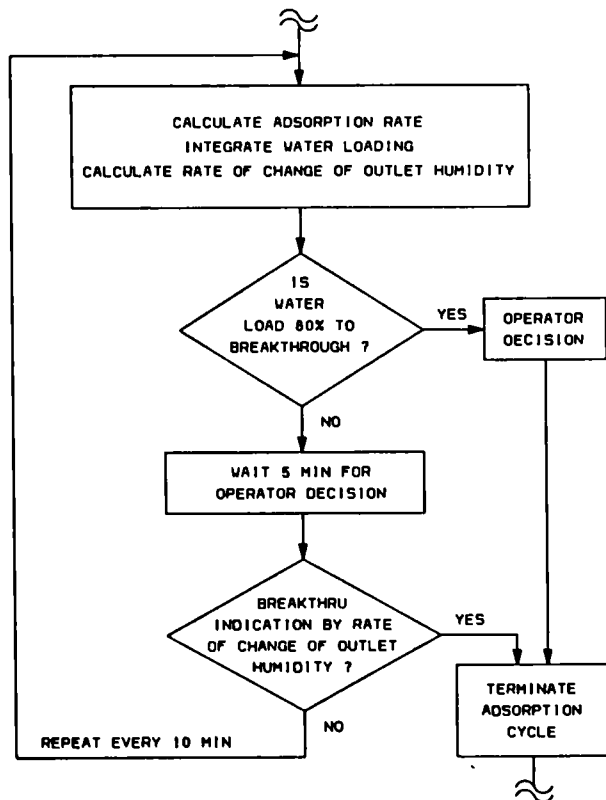 CALCULATE ADSORPTION RATE
INTEGRATE WATER LOADING
CALCULATE RATE OF CHANGE OF OUTLET HUMIDITY
IS
WATER
LOAD 80% TO
BREAKTHROUGH ?
YES
OPERATOR
DECISION
NO
WAIT 5 MIN FOR
OPERATOR DECISION
BREAKTHRU
INDICATION BY RATE
OF CHANGE OF OUTLET
HUMIDITY ?
YES
TERMINATE
ADSORPTION
CYCLE
NO
REPEAT EVERY 10 MIN